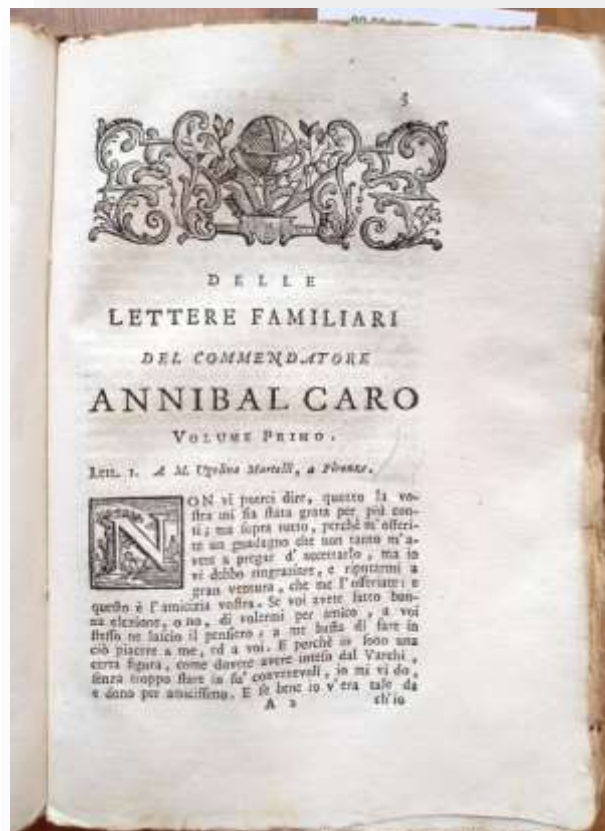 3
DELLE
LETTERE FAMILIARI
DEL COMMENDATORE
ANNIBAL CARO
VOLUME PRIMO.
Lett. 1. A M. Ugolino Martelli, a Firenze.
NON vi potrei dire, quanto la vo-
ſtra mi ſia ſtata grata per più con-
ti; ma ſopra tutto, perchè m'offeri-
te un guadagno che non tanto m'a-
vete a pregar d' accettarlo, ma io
vi debbo ringraziare, e riputarmi a
gran ventura, che me l'offeriate: e
queſto è l'amicizia voſtra. Se voi avete fatto buo-
na elezione, o no, di volermi per amico, a voi
ſteſſo ne laſcio il penſiero; a me baſta di fare in
ciò piacere a me, ed a voi. E perchè io ſono una
certa figura, come dovete avere inteſo dal Varchi,
ſenza troppo ſtare in ſu' convenevoli, io mi vi do,
e dono per amiciſſimo. E ſe bene io v'era tale da
A 2 ch'io